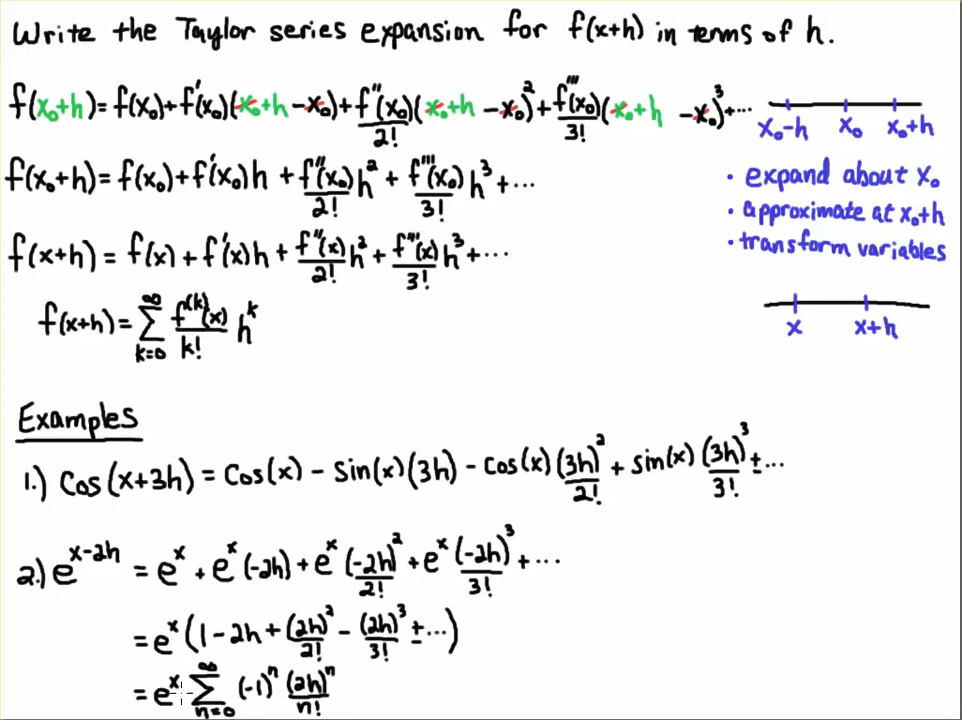 Write the Taylor series expansion for f(x+h) in terms of h.
f(x₀+h) = f(x₀) + f'(x₀)(x₀+h −x₀) + f''(x₀)/2! (x₀+h −x₀)² + f'''(x₀)/3! (x₀+h −x₀)³ + ···
x₀-h x₀ x₀+h
f(x₀+h) = f(x₀) + f'(x₀)h + f''(x₀)/2! h² + f'''(x₀)/3! h³ + ···
• expand about x₀
• approximate at x₀+h
• transform variables
f(x+h) = f(x) + f'(x)h + f''(x)/2! h² + f'''(x)/3! h³ + ···
f(x+h) = ∑_{k=0}^{∞} f^{(k)}(x)/k! h^k
x x+h
Examples
1.) Cos(x+3h) = Cos(x) − Sin(x)(3h) − cos(x) (3h)²/2! + sin(x) (3h)³/3! ± ···
2.) e^{x-2h} = e^x + e^x (-2h) + e^x (-2h)²/2! + e^x (-2h)³/3! + ···
= e^x (1 − 2h + (2h)²/2! − (2h)³/3! ± ···)
= e^x ∑_{n=0}^{∞} (-1)^n (2h)^n/n!